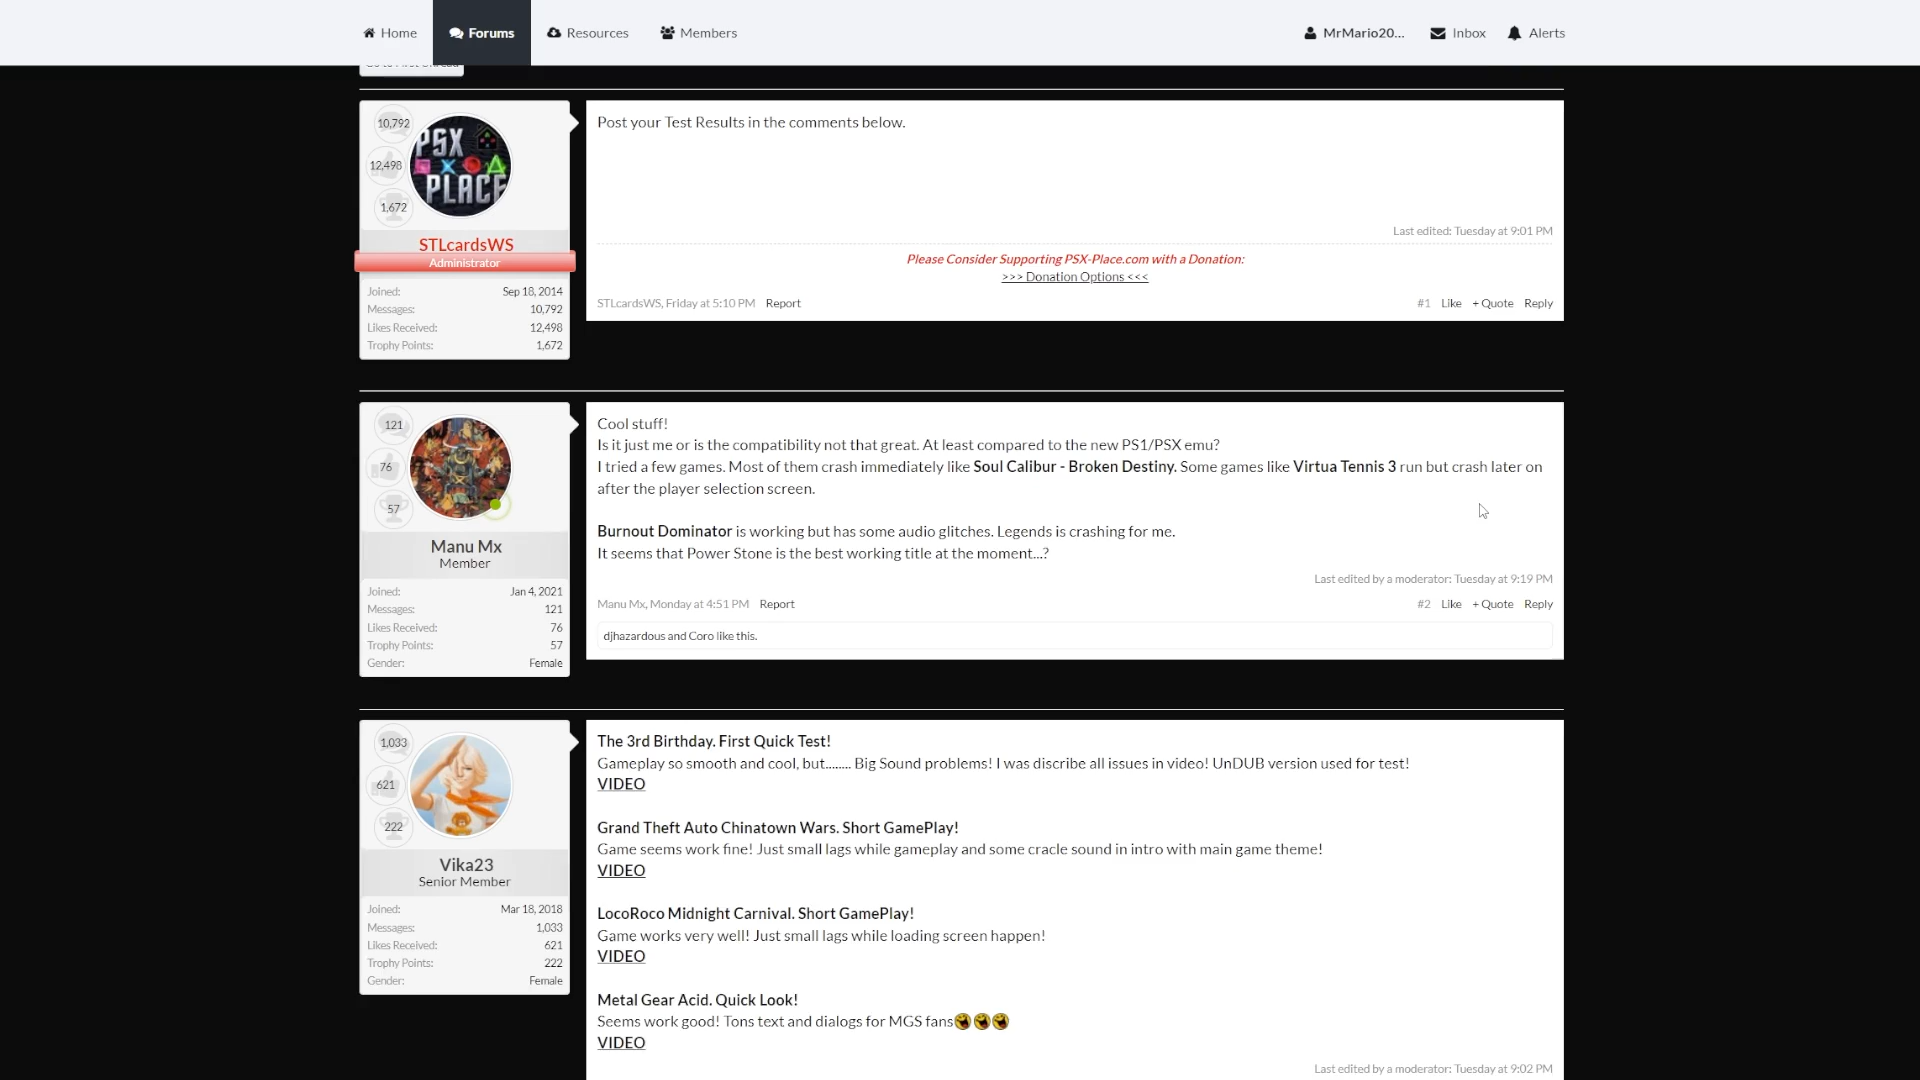 Home
Forums
Resources
Members
MrMario20...
Inbox
Alerts
10,792
12,498
1,672
PSX
PLACE
STLcardsWS
Administrator
Joined: Sep 18, 2014
Messages: 10,792
Likes Received: 12,498
Trophy Points: 1,672
Post your Test Results in the comments below.
Last edited: Tuesday at 9:01 PM
Please Consider Supporting PSX-Place.com with a Donation:
>>> Donation Options <<<
STLcardsWS, Friday at 5:10 PM Report
#1 Like + Quote Reply
121
76
57
Manu Mx
Member
Joined: Jan 4, 2021
Messages: 121
Likes Received: 76
Trophy Points: 57
Gender: Female
Cool stuff!
Is it just me or is the compatibility not that great. At least compared to the new PS1/PSX emu?
I tried a few games. Most of them crash immediately like Soul Calibur - Broken Destiny. Some games like Virtua Tennis 3 run but crash later on
after the player selection screen.
Burnout Dominator is working but has some audio glitches. Legends is crashing for me.
It seems that Power Stone is the best working title at the moment...?
Last edited by a moderator: Tuesday at 9:19 PM
Manu Mx, Monday at 4:51 PM Report
#2 Like + Quote Reply
djhazardous and Coro like this.
1,033
621
222
Vika23
Senior Member
Joined: Mar 18, 2018
Messages: 1,033
Likes Received: 621
Trophy Points: 222
Gender: Female
The 3rd Birthday. First Quick Test!
Gameplay so smooth and cool, but........ Big Sound problems! I was discribe all issues in video! UnDUB version used for test!
VIDEO
Grand Theft Auto Chinatown Wars. Short GamePlay!
Game seems work fine! Just small lags while gameplay and some cracle sound in intro with main game theme!
VIDEO
LocoRoco Midnight Carnival. Short GamePlay!
Game works very well! Just small lags while loading screen happen!
VIDEO
Metal Gear Acid. Quick Look!
Seems work good! Tons text and dialogs for MGS fans
VIDEO
Last edited by a moderator: Tuesday at 9:02 PM